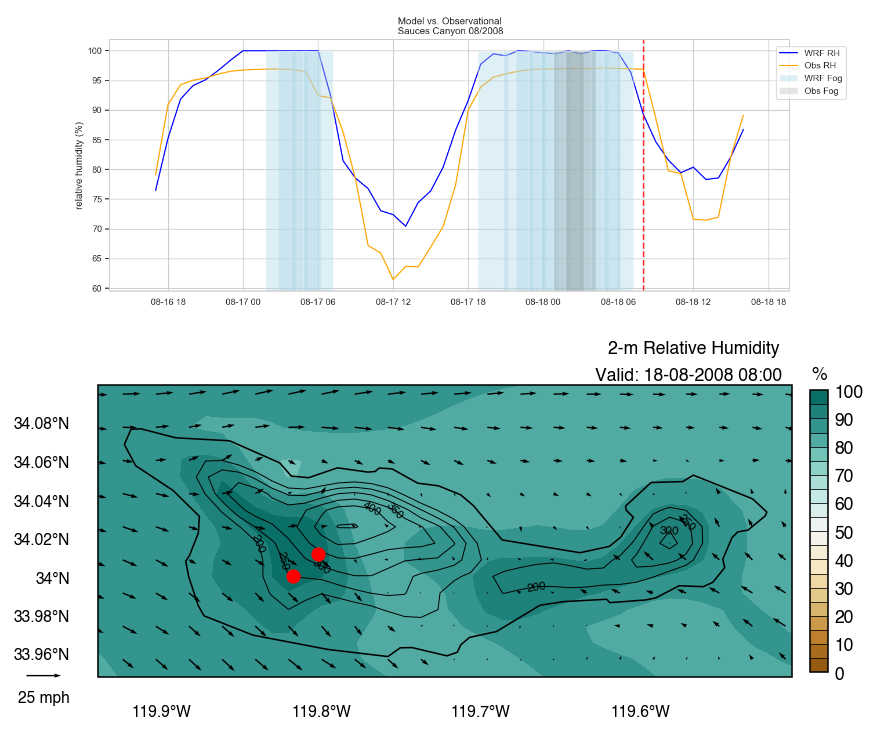 Model vs. Observational
Sauces Canyon 08/2008
100
95
90
85
80
75
70
65
60
relative humidity (%)
08-16 18
08-17 00
08-17 06
08-17 12
08-17 18
08-18 00
08-18 06
08-18 12
08-18 18
WRF RH
Obs RH
WRF Fog
Obs Fog
2-m Relative Humidity
Valid: 18-08-2008 08:00
%
34.08°N
34.06°N
34.04°N
34.02°N
34°N
33.98°N
33.96°N
25 mph
119.9°W
119.8°W
119.7°W
119.6°W
100
90
80
70
60
50
40
30
20
10
0
400
200
300
200